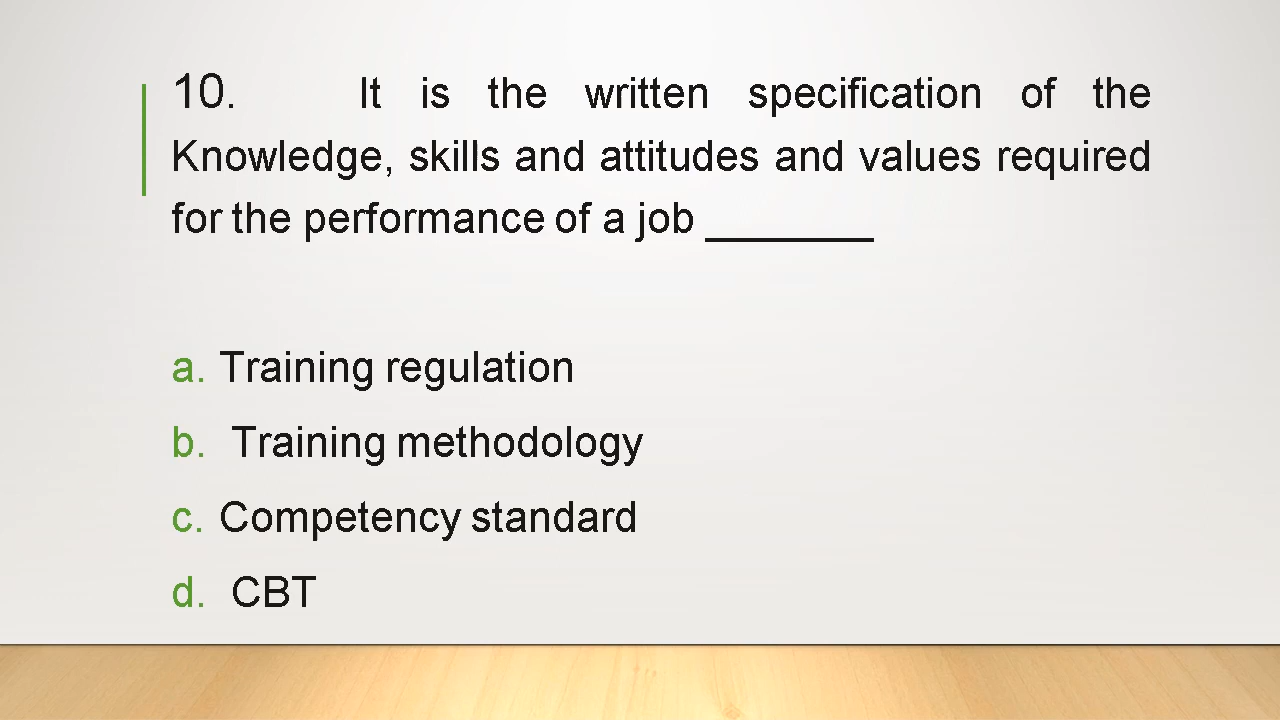 10. It is the written specification of the
Knowledge, skills and attitudes and values required
for the performance of a job _______
a. Training regulation
b. Training methodology
c. Competency standard
d. CBT